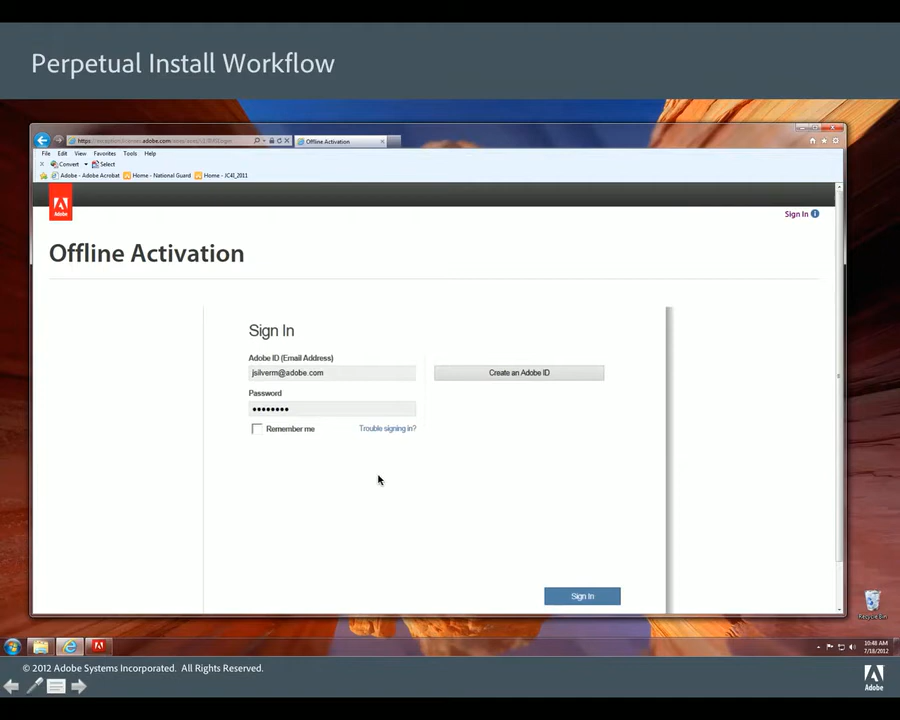 Perpetual Install Workflow
Offline Activation
File Edit View Favorites Tools Help
Convert Select
Adobe - Adobe Acrobat Home - National Guard Home - JC4I_2011
Adobe
Sign In
Offline Activation
Sign In
Adobe ID (Email Address)
jsilverm@adobe.com
Create an Adobe ID
Password
Remember me
Trouble signing in?
Sign In
Recycle Bin
10:48 AM
7/18/2012
© 2012 Adobe Systems Incorporated. All Rights Reserved.
Adobe